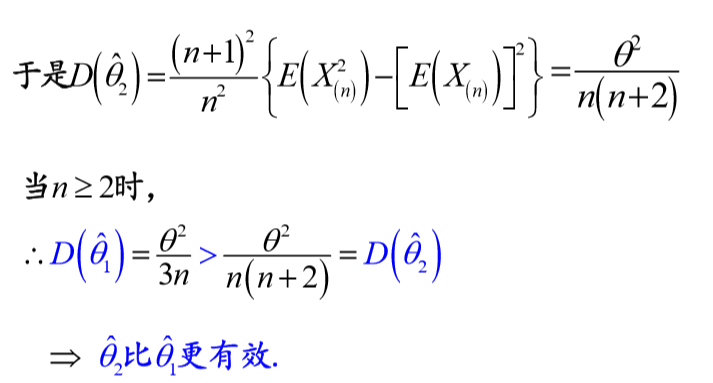 于是D(θ̂₂)=(n+1)²/n² {E(X²₍ₙ₎)−[E(X₍ₙ₎)]²}=θ²/n(n+2)
当n≥2时，
∴D(θ̂₁)=θ²/3n>θ²/n(n+2)=D(θ̂₂)
⇒ θ̂₂比θ̂₁更有效.